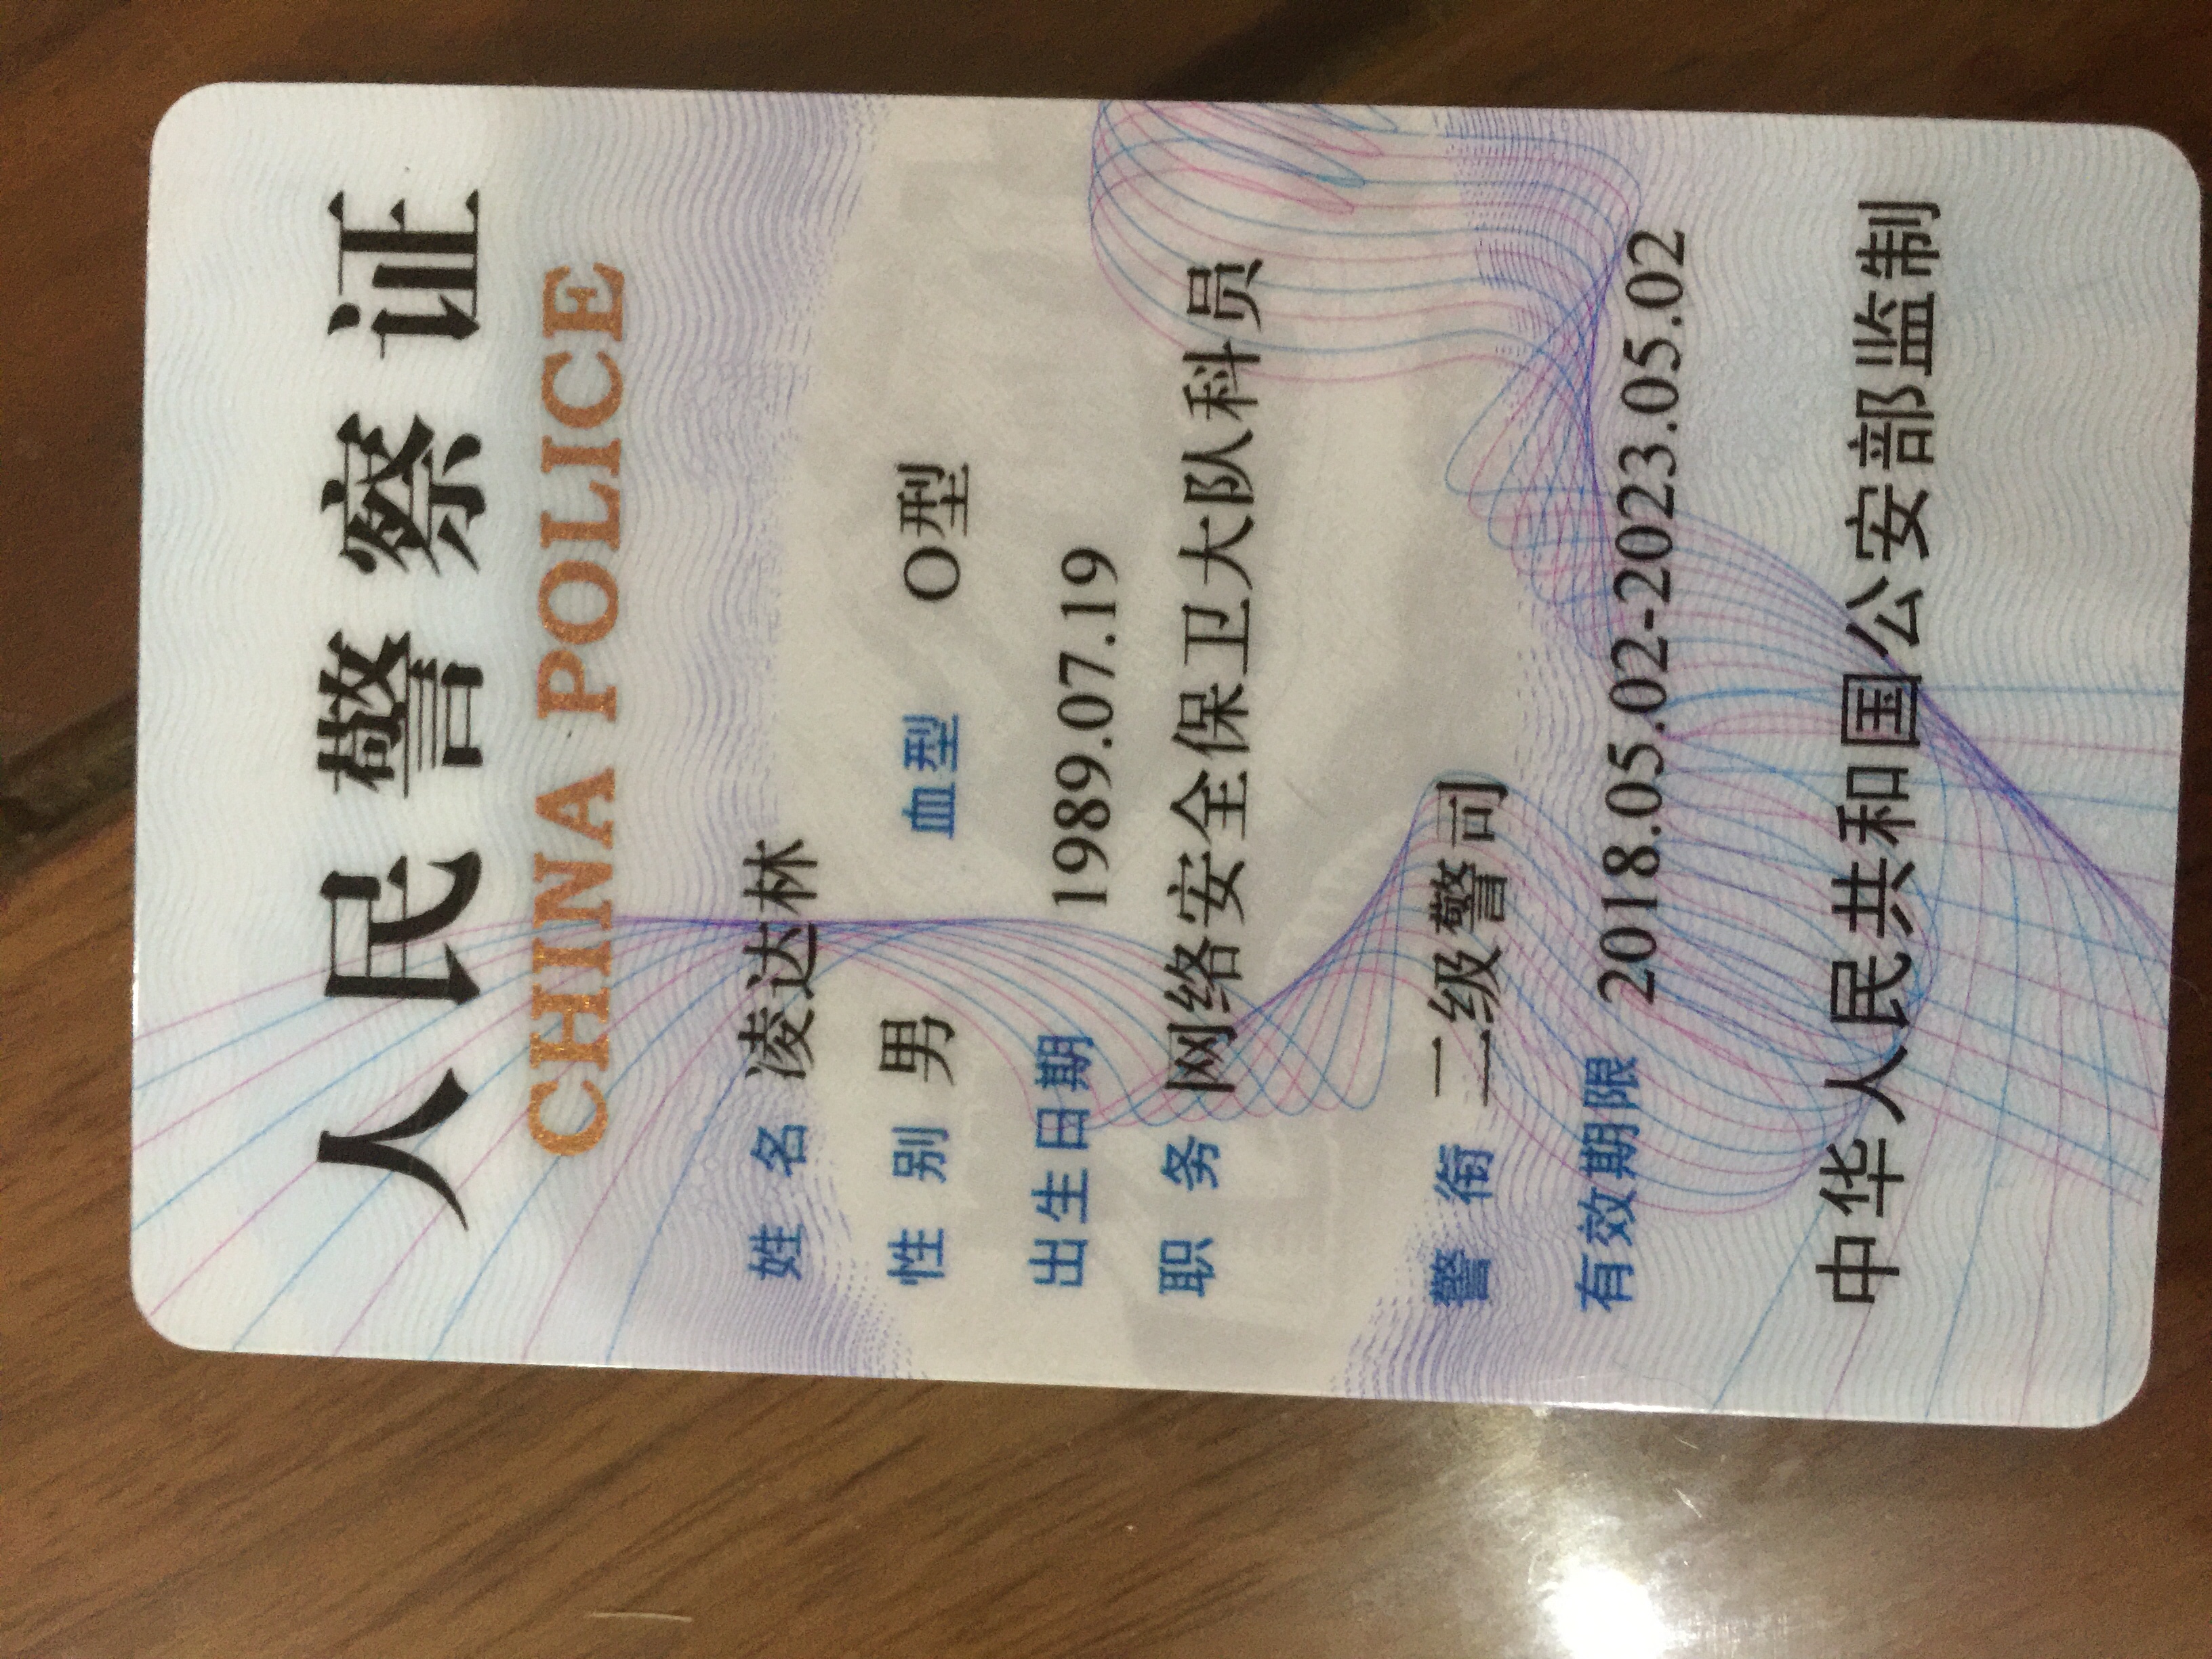 人民警察证
CHINA POLICE
姓名 凌达林
性别 男 血型 O型
出生日期 1989.07.19
职务 网络安全保卫大队科员
警衔 二级警司
有效期限 2018.05.02-2023.05.02
中华人民共和国公安部监制